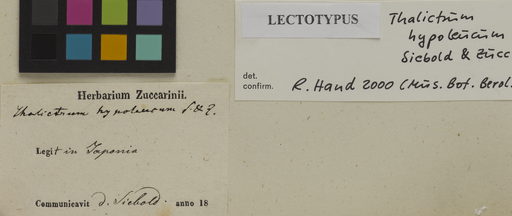 LECTOTYPUS
Thalictrum
hypoleucum
Siebold & Zucc
det.
confirm.
R. Hand 2000 (Mus. Bot. Berol.
Herbarium Zuccarinii.
Thalictrum hypoleucum S. & Z.
Legit in Japonia
Communicavit d. Siebold. anno 18